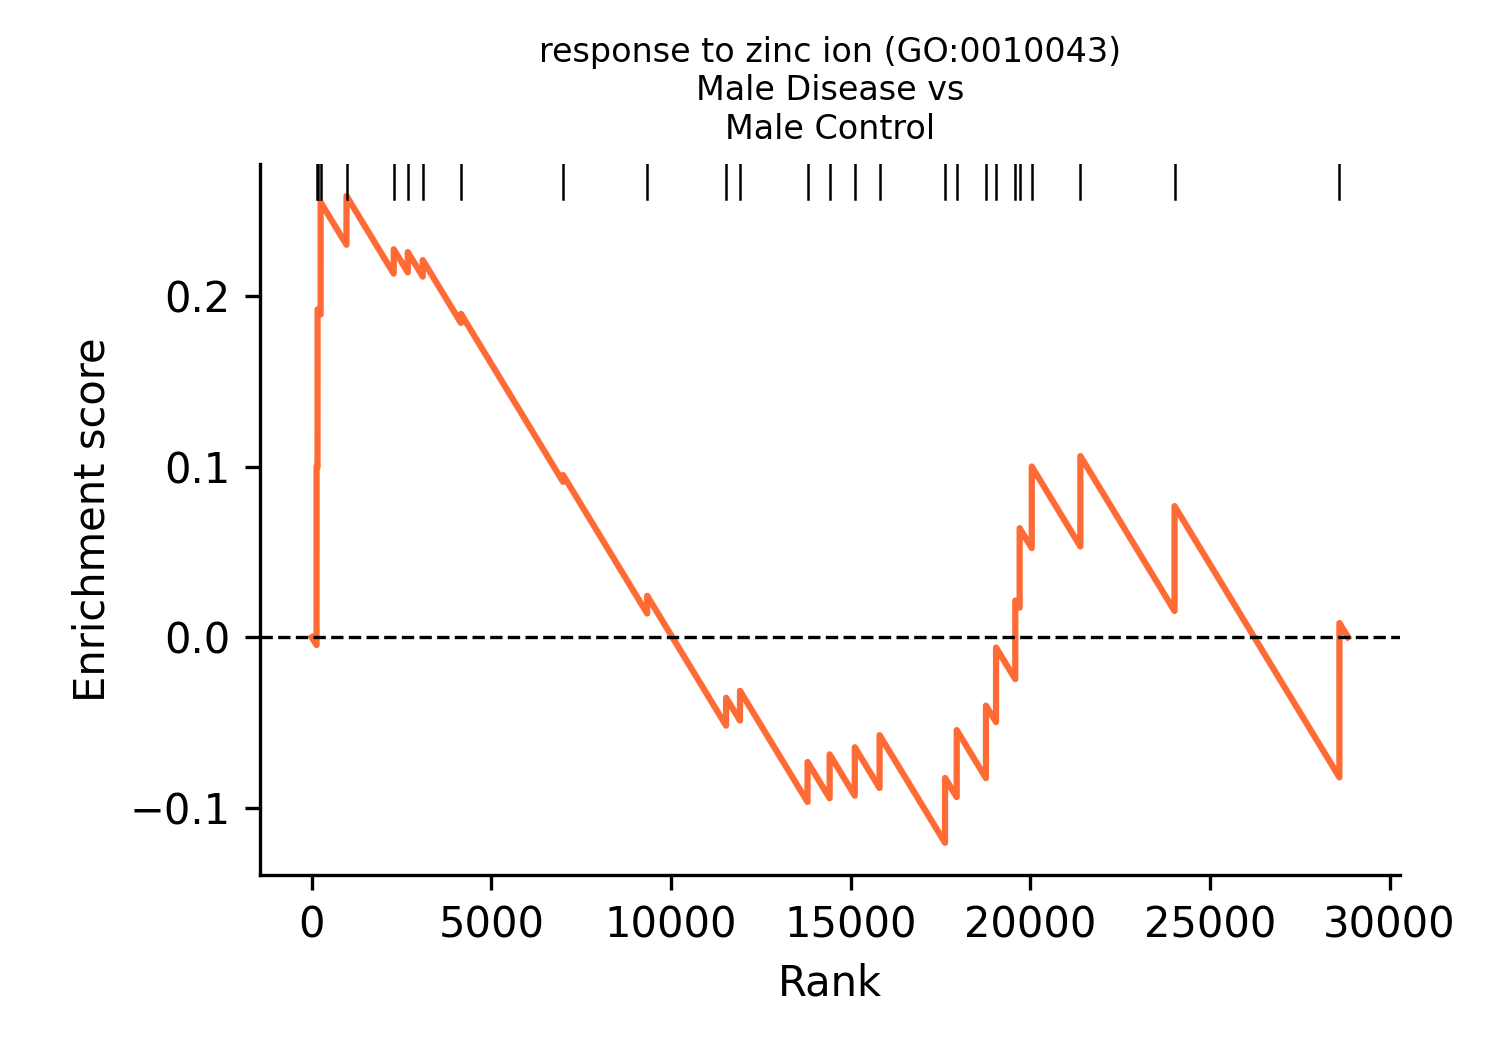 response to zinc ion (GO:0010043)
Male Disease vs
Male Control
Enrichment score
0.2
0.1
0.0
−0.1
0 5000 10000 15000 20000 25000 30000
Rank